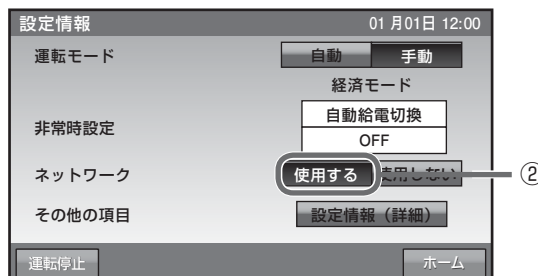 設定情報 01月01日 12:00
運転モード 自動 手動
経済モード
非常時設定 自動給電切換
OFF
ネットワーク 使用する 使用しない ②
その他の項目 設定情報（詳細）
運転停止 ホーム